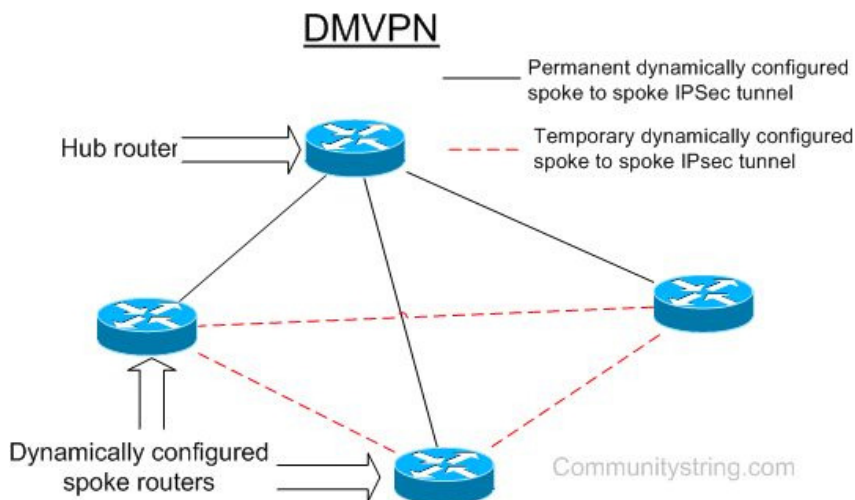 DMVPN
Permanent dynamically configured
spoke to spoke IPSec tunnel
Hub router
Temporary dynamically configured
spoke to spoke IPsec tunnel
Dynamically configured
spoke routers
Communitystring.com